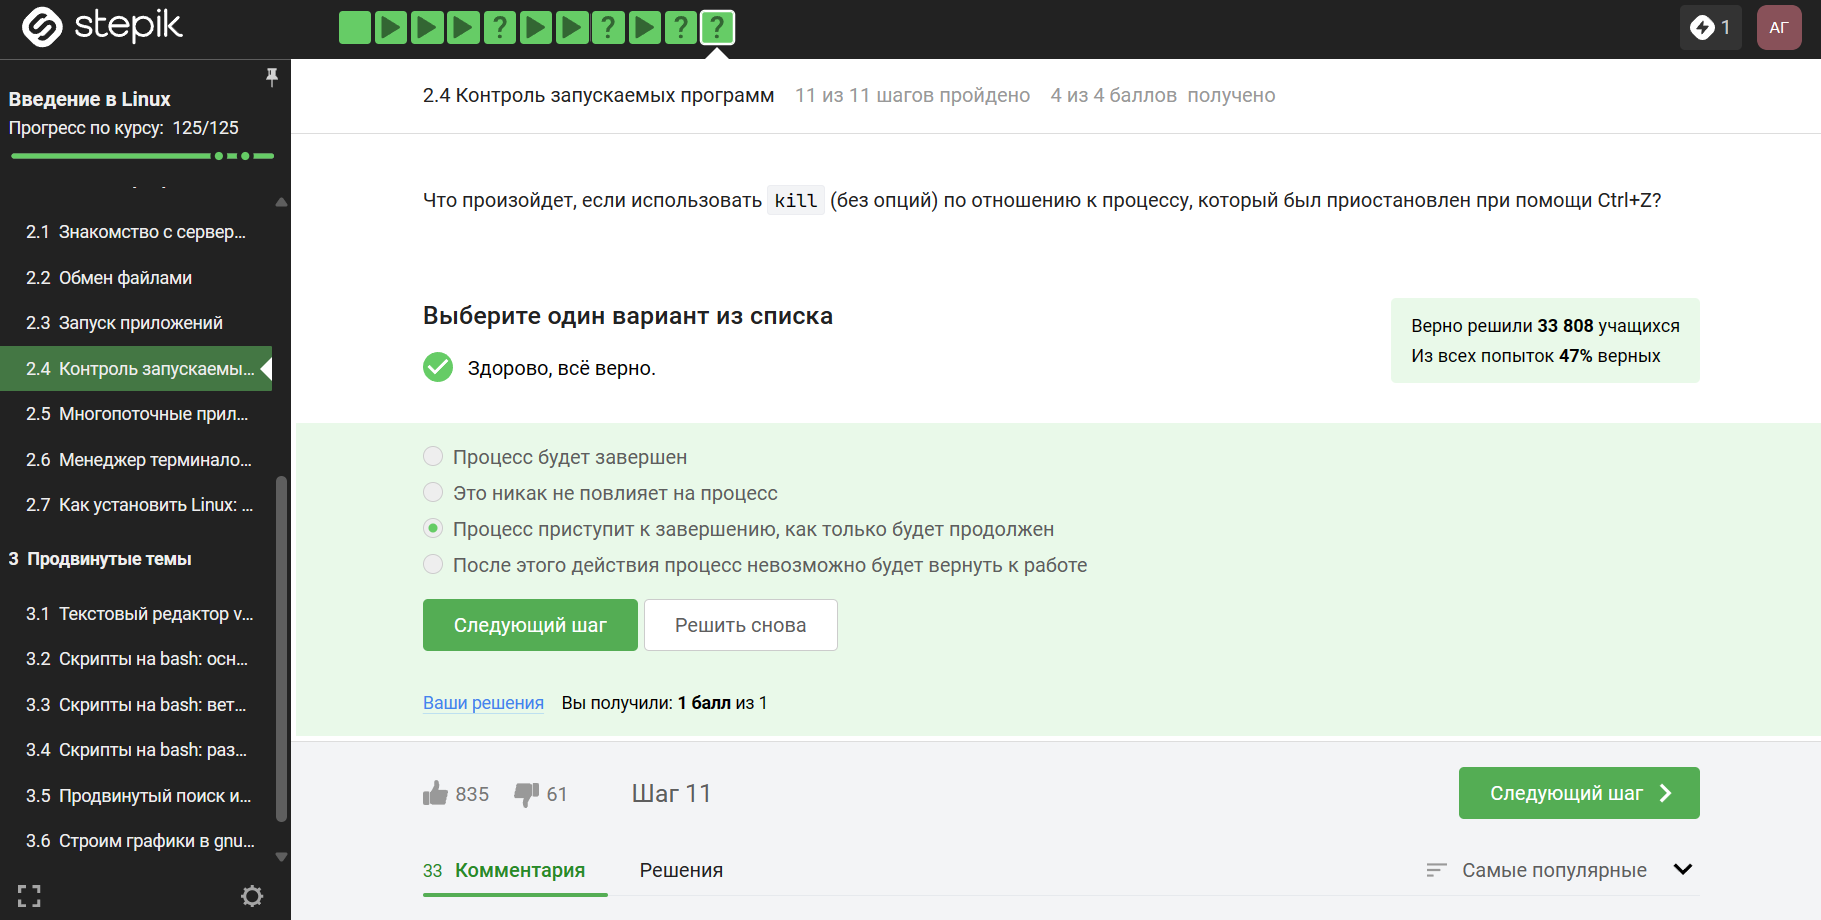 stepik
1
АГ
Введение в Linux
Прогресс по курсу: 125/125
2.1 Знакомство с сервер...
2.2 Обмен файлами
2.3 Запуск приложений
2.4 Контроль запускаемы...
2.5 Многопоточные прил...
2.6 Менеджер терминало...
2.7 Как установить Linux: ...
3 Продвинутые темы
3.1 Текстовый редактор v...
3.2 Скрипты на bash: осн...
3.3 Скрипты на bash: вет...
3.4 Скрипты на bash: раз...
3.5 Продвинутый поиск и...
3.6 Строим графики в gnu...
2.4 Контроль запускаемых программ 11 из 11 шагов пройдено 4 из 4 баллов получено
Что произойдет, если использовать kill (без опций) по отношению к процессу, который был приостановлен при помощи Ctrl+Z?
Выберите один вариант из списка
Здорово, всё верно.
Верно решили 33 808 учащихся
Из всех попыток 47% верных
Процесс будет завершен
Это никак не повлияет на процесс
Процесс приступит к завершению, как только будет продолжен
После этого действия процесс невозможно будет вернуть к работе
Следующий шаг Решить снова
Ваши решения Вы получили: 1 балл из 1
835 61 Шаг 11 Следующий шаг
33 Комментария Решения Самые популярные